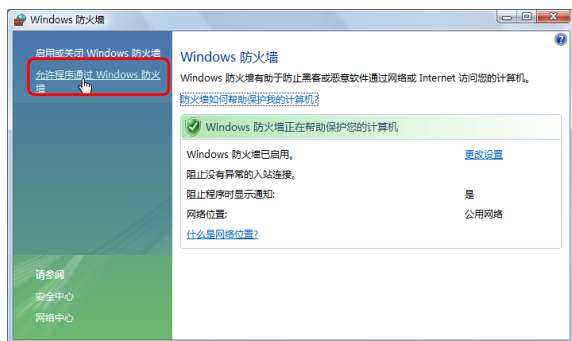 Windows 防火墙
启用或关闭 Windows 防火墙
允许程序通过 Windows 防火
墙
Windows 防火墙
Windows 防火墙有助于防止黑客或恶意软件通过网络或 Internet 访问您的计算机。
防火墙如何帮助保护我的计算机?
Windows 防火墙正在帮助保护您的计算机
Windows 防火墙已启用。 更改设置
阻止没有异常的入站连接。
阻止程序时显示通知: 是
网络位置: 公用网络
什么是网络位置?
请参阅
安全中心
网络中心